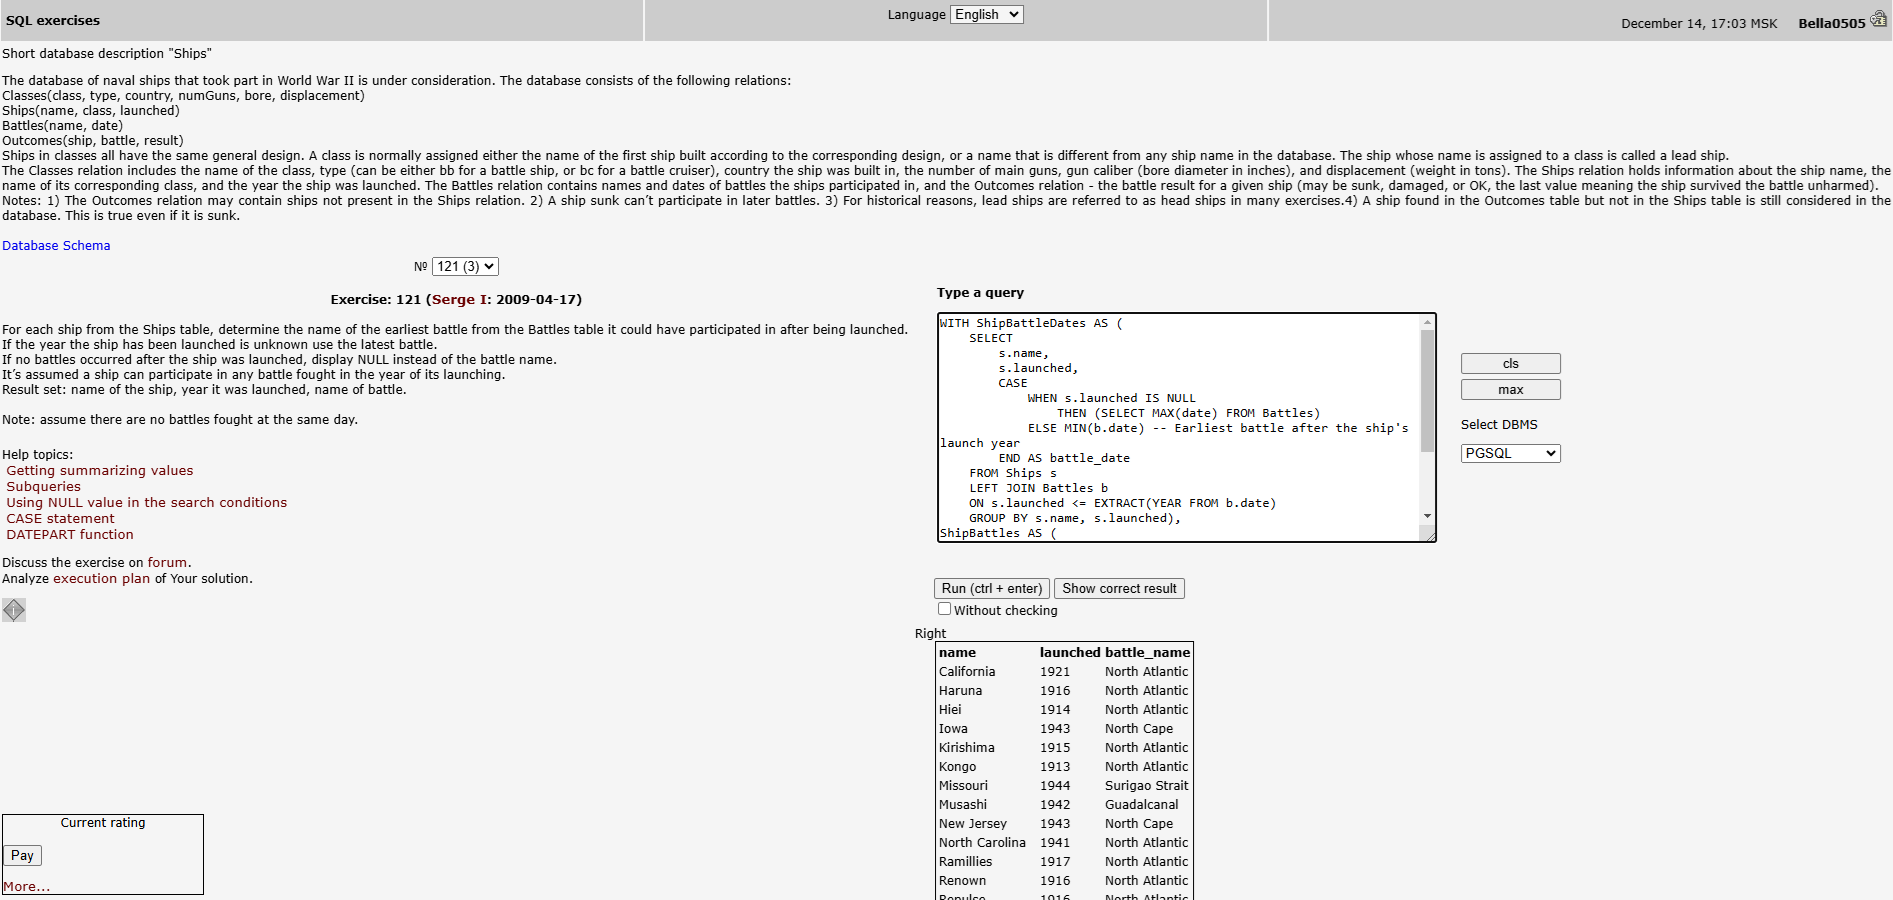 SQL exercises
Language English
December 14, 17:03 MSK Bella0505
Short database description "Ships"
The database of naval ships that took part in World War II is under consideration. The database consists of the following relations:
Classes(class, type, country, numGuns, bore, displacement)
Ships(name, class, launched)
Battles(name, date)
Outcomes(ship, battle, result)
Ships in classes all have the same general design. A class is normally assigned either the name of the first ship built according to the corresponding design, or a name that is different from any ship name in the database. The ship whose name is assigned to a class is called a lead ship.
The Classes relation includes the name of the class, type (can be either bb for a battle ship, or bc for a battle cruiser), country the ship was built in, the number of main guns, gun caliber (bore diameter in inches), and displacement (weight in tons). The Ships relation holds information about the ship name, the
name of its corresponding class, and the year the ship was launched. The Battles relation contains names and dates of battles the ships participated in, and the Outcomes relation - the battle result for a given ship (may be sunk, damaged, or OK, the last value meaning the ship survived the battle unharmed).
Notes: 1) The Outcomes relation may contain ships not present in the Ships relation. 2) A ship sunk can’t participate in later battles. 3) For historical reasons, lead ships are referred to as head ships in many exercises.4) A ship found in the Outcomes table but not in the Ships table is still considered in the
database. This is true even if it is sunk.
Database Schema
№ 121 (3)
Exercise: 121 (Serge I: 2009-04-17)
For each ship from the Ships table, determine the name of the earliest battle from the Battles table it could have participated in after being launched.
If the year the ship has been launched is unknown use the latest battle.
If no battles occurred after the ship was launched, display NULL instead of the battle name.
It’s assumed a ship can participate in any battle fought in the year of its launching.
Result set: name of the ship, year it was launched, name of battle.
Note: assume there are no battles fought at the same day.
Help topics:
Getting summarizing values
Subqueries
Using NULL value in the search conditions
CASE statement
DATEPART function
Discuss the exercise on forum.
Analyze execution plan of Your solution.
Current rating
Pay
More...
Type a query
WITH ShipBattleDates AS (
SELECT
s.name,
s.launched,
CASE
WHEN s.launched IS NULL
THEN (SELECT MAX(date) FROM Battles)
ELSE MIN(b.date) -- Earliest battle after the ship's
launch year
END AS battle_date
FROM Ships s
LEFT JOIN Battles b
ON s.launched <= EXTRACT(YEAR FROM b.date)
GROUP BY s.name, s.launched),
ShipBattles AS (
cls
max
Select DBMS
PGSQL
Run (ctrl + enter) Show correct result
Without checking
Right
name launched battle_name
California 1921 North Atlantic
Haruna 1916 North Atlantic
Hiei 1914 North Atlantic
Iowa 1943 North Cape
Kirishima 1915 North Atlantic
Kongo 1913 North Atlantic
Missouri 1944 Surigao Strait
Musashi 1942 Guadalcanal
New Jersey 1943 North Cape
North Carolina 1941 North Atlantic
Ramillies 1917 North Atlantic
Renown 1916 North Atlantic
Repulse 1916 North Atlantic